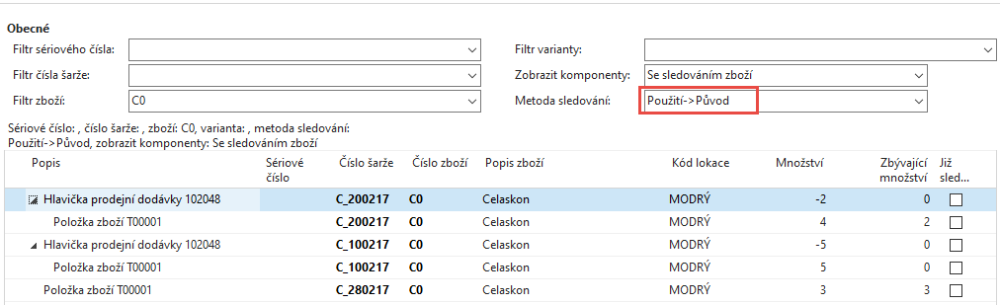 Obecné
Filtr sériového čísla: Filtr varianty:
Filtr čísla šarže: Zobrazit komponenty: Se sledováním zboží
Filtr zboží: C0 Metoda sledování: Použití->Původ
Sériové číslo: , číslo šarže: , zboží: C0, varianta: , metoda sledování:
Použití->Původ, zobrazit komponenty: Se sledováním zboží
Popis Sériové číslo Číslo šarže Číslo zboží Popis zboží Kód lokace Množství Zbývající množství Již sled...
Hlavička prodejní dodávky 102048 C_200217 C0 Celaskon MODRÝ -2 0
Položka zboží T00001 C_200217 C0 Celaskon MODRÝ 4 2
Hlavička prodejní dodávky 102048 C_100217 C0 Celaskon MODRÝ -5 0
Položka zboží T00001 C_100217 C0 Celaskon MODRÝ 5 0
Položka zboží T00001 C_280217 C0 Celaskon MODRÝ 3 3